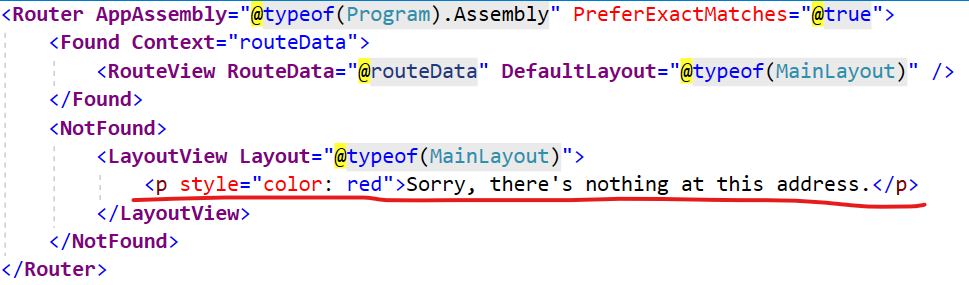 <Router AppAssembly="@typeof(Program).Assembly" PreferExactMatches="@true">
<Found Context="routeData">
<RouteView RouteData="@routeData" DefaultLayout="@typeof(MainLayout)" />
</Found>
<NotFound>
<LayoutView Layout="@typeof(MainLayout)">
<p style="color: red">Sorry, there's nothing at this address.</p>
</LayoutView>
</NotFound>
</Router>